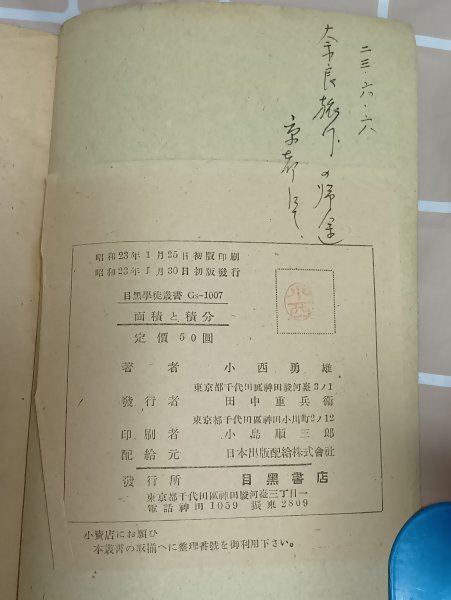 二三・六・六
奈良旅行の帰途
京都にて、
昭和23年1月25日初版印刷
昭和23年1月30日初版發行
目黑學徒叢書 Gs-1007
面積と積分
定價 50圓
著者 小西勇雄
東京都千代田區神田駿河臺3ノ1
發行者 田中重兵衞
東京都千代田區神田小川町2ノ12
印刷者 小島順三郎
配給元 日本出版配給株式會社
發行所 目黑書店
東京都千代田區神田駿河臺三丁目一
電話神田1059 振東2809
小賣店にお願ひ
本叢書の取揃へに整理番號を御利用下さい。